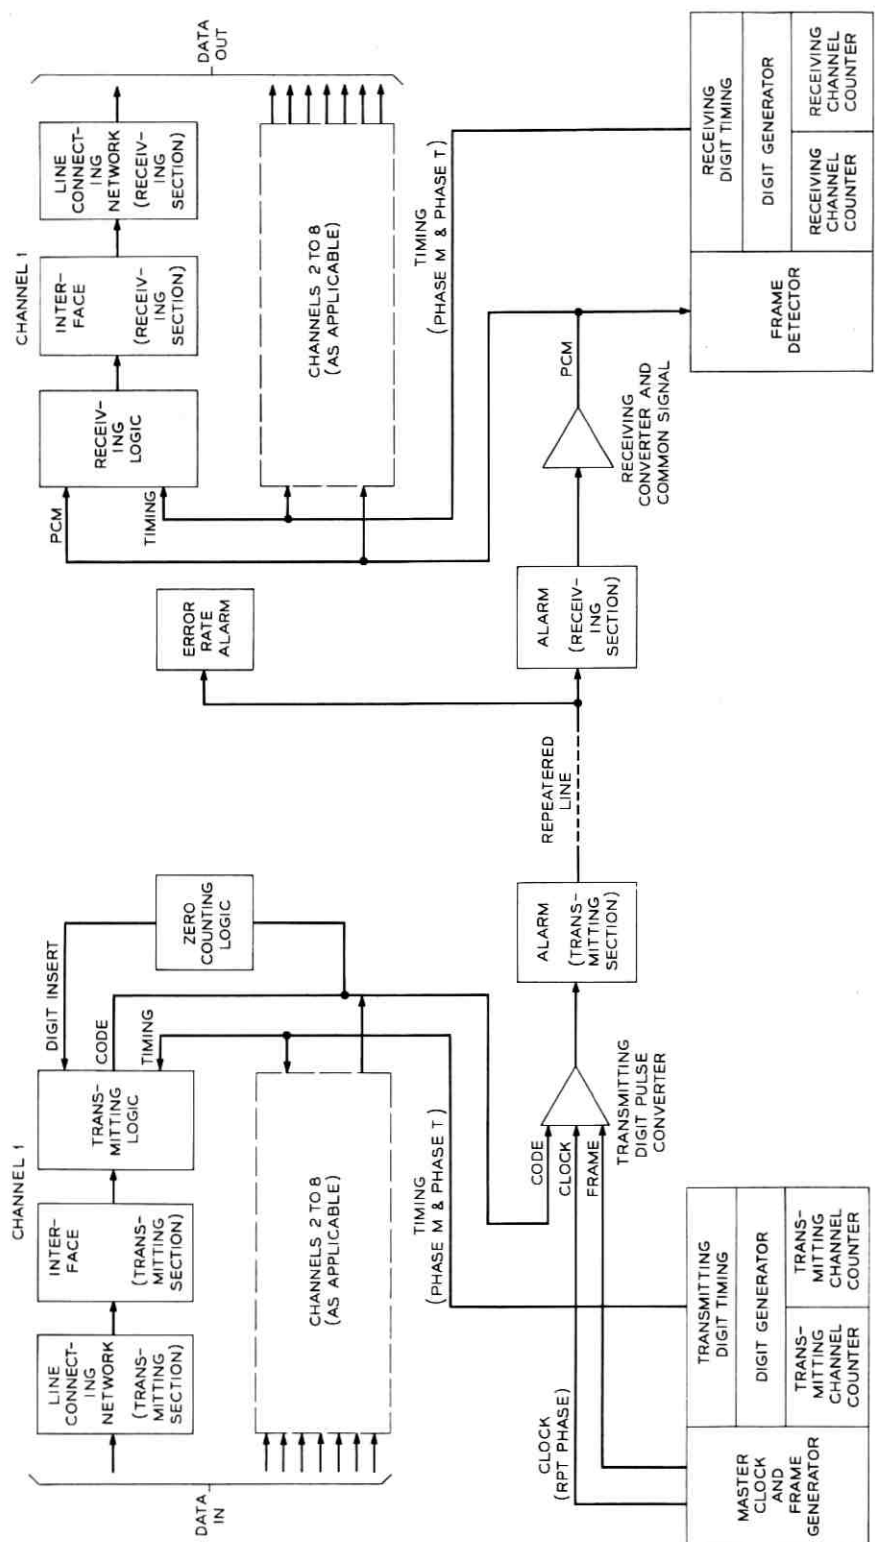 DATA
IN
LINE
CONNECT-
ING
NETWORK
(TRANS-
MITTING
SECTION)
CHANNEL 1
INTER-
FACE
(TRANS-
MITTING
SECTION)
TRANS-
MITTING
LOGIC
DIGIT INSERT
CODE
TIMING
ZERO
COUNTING
LOGIC
CHANNELS 2 TO 8
(AS APPLICABLE)
TIMING
(PHASE M & PHASE T)
CLOCK
(RPT PHASE)
CODE
CLOCK
FRAME
TRANSMITTING
DIGIT PULSE
CONVERTER
MASTER
CLOCK
AND
FRAME
GENERATOR
TRANSMITTING
DIGIT TIMING
DIGIT GENERATOR
TRANS-
MITTING
CHANNEL
COUNTER
TRANS-
MITTING
CHANNEL
COUNTER
ALARM
(TRANS-
MITTING
SECTION)
REPEATERED
LINE
ERROR
RATE
ALARM
ALARM
(RECEIV-
ING
SECTION)
RECEIVING
CONVERTER AND
COMMON SIGNAL
PCM
PCM
TIMING
RECEIV-
ING
LOGIC
CHANNEL 1
INTER-
FACE
(RECEIV-
ING
SECTION)
LINE
CONNECT-
ING
NETWORK
(RECEIV-
ING
SECTION)
DATA
OUT
CHANNELS 2 TO 8
(AS APPLICABLE)
TIMING
(PHASE M & PHASE T)
FRAME
DETECTOR
RECEIVING
DIGIT TIMING
DIGIT GENERATOR
RECEIVING
CHANNEL
COUNTER
RECEIVING
CHANNEL
COUNTER